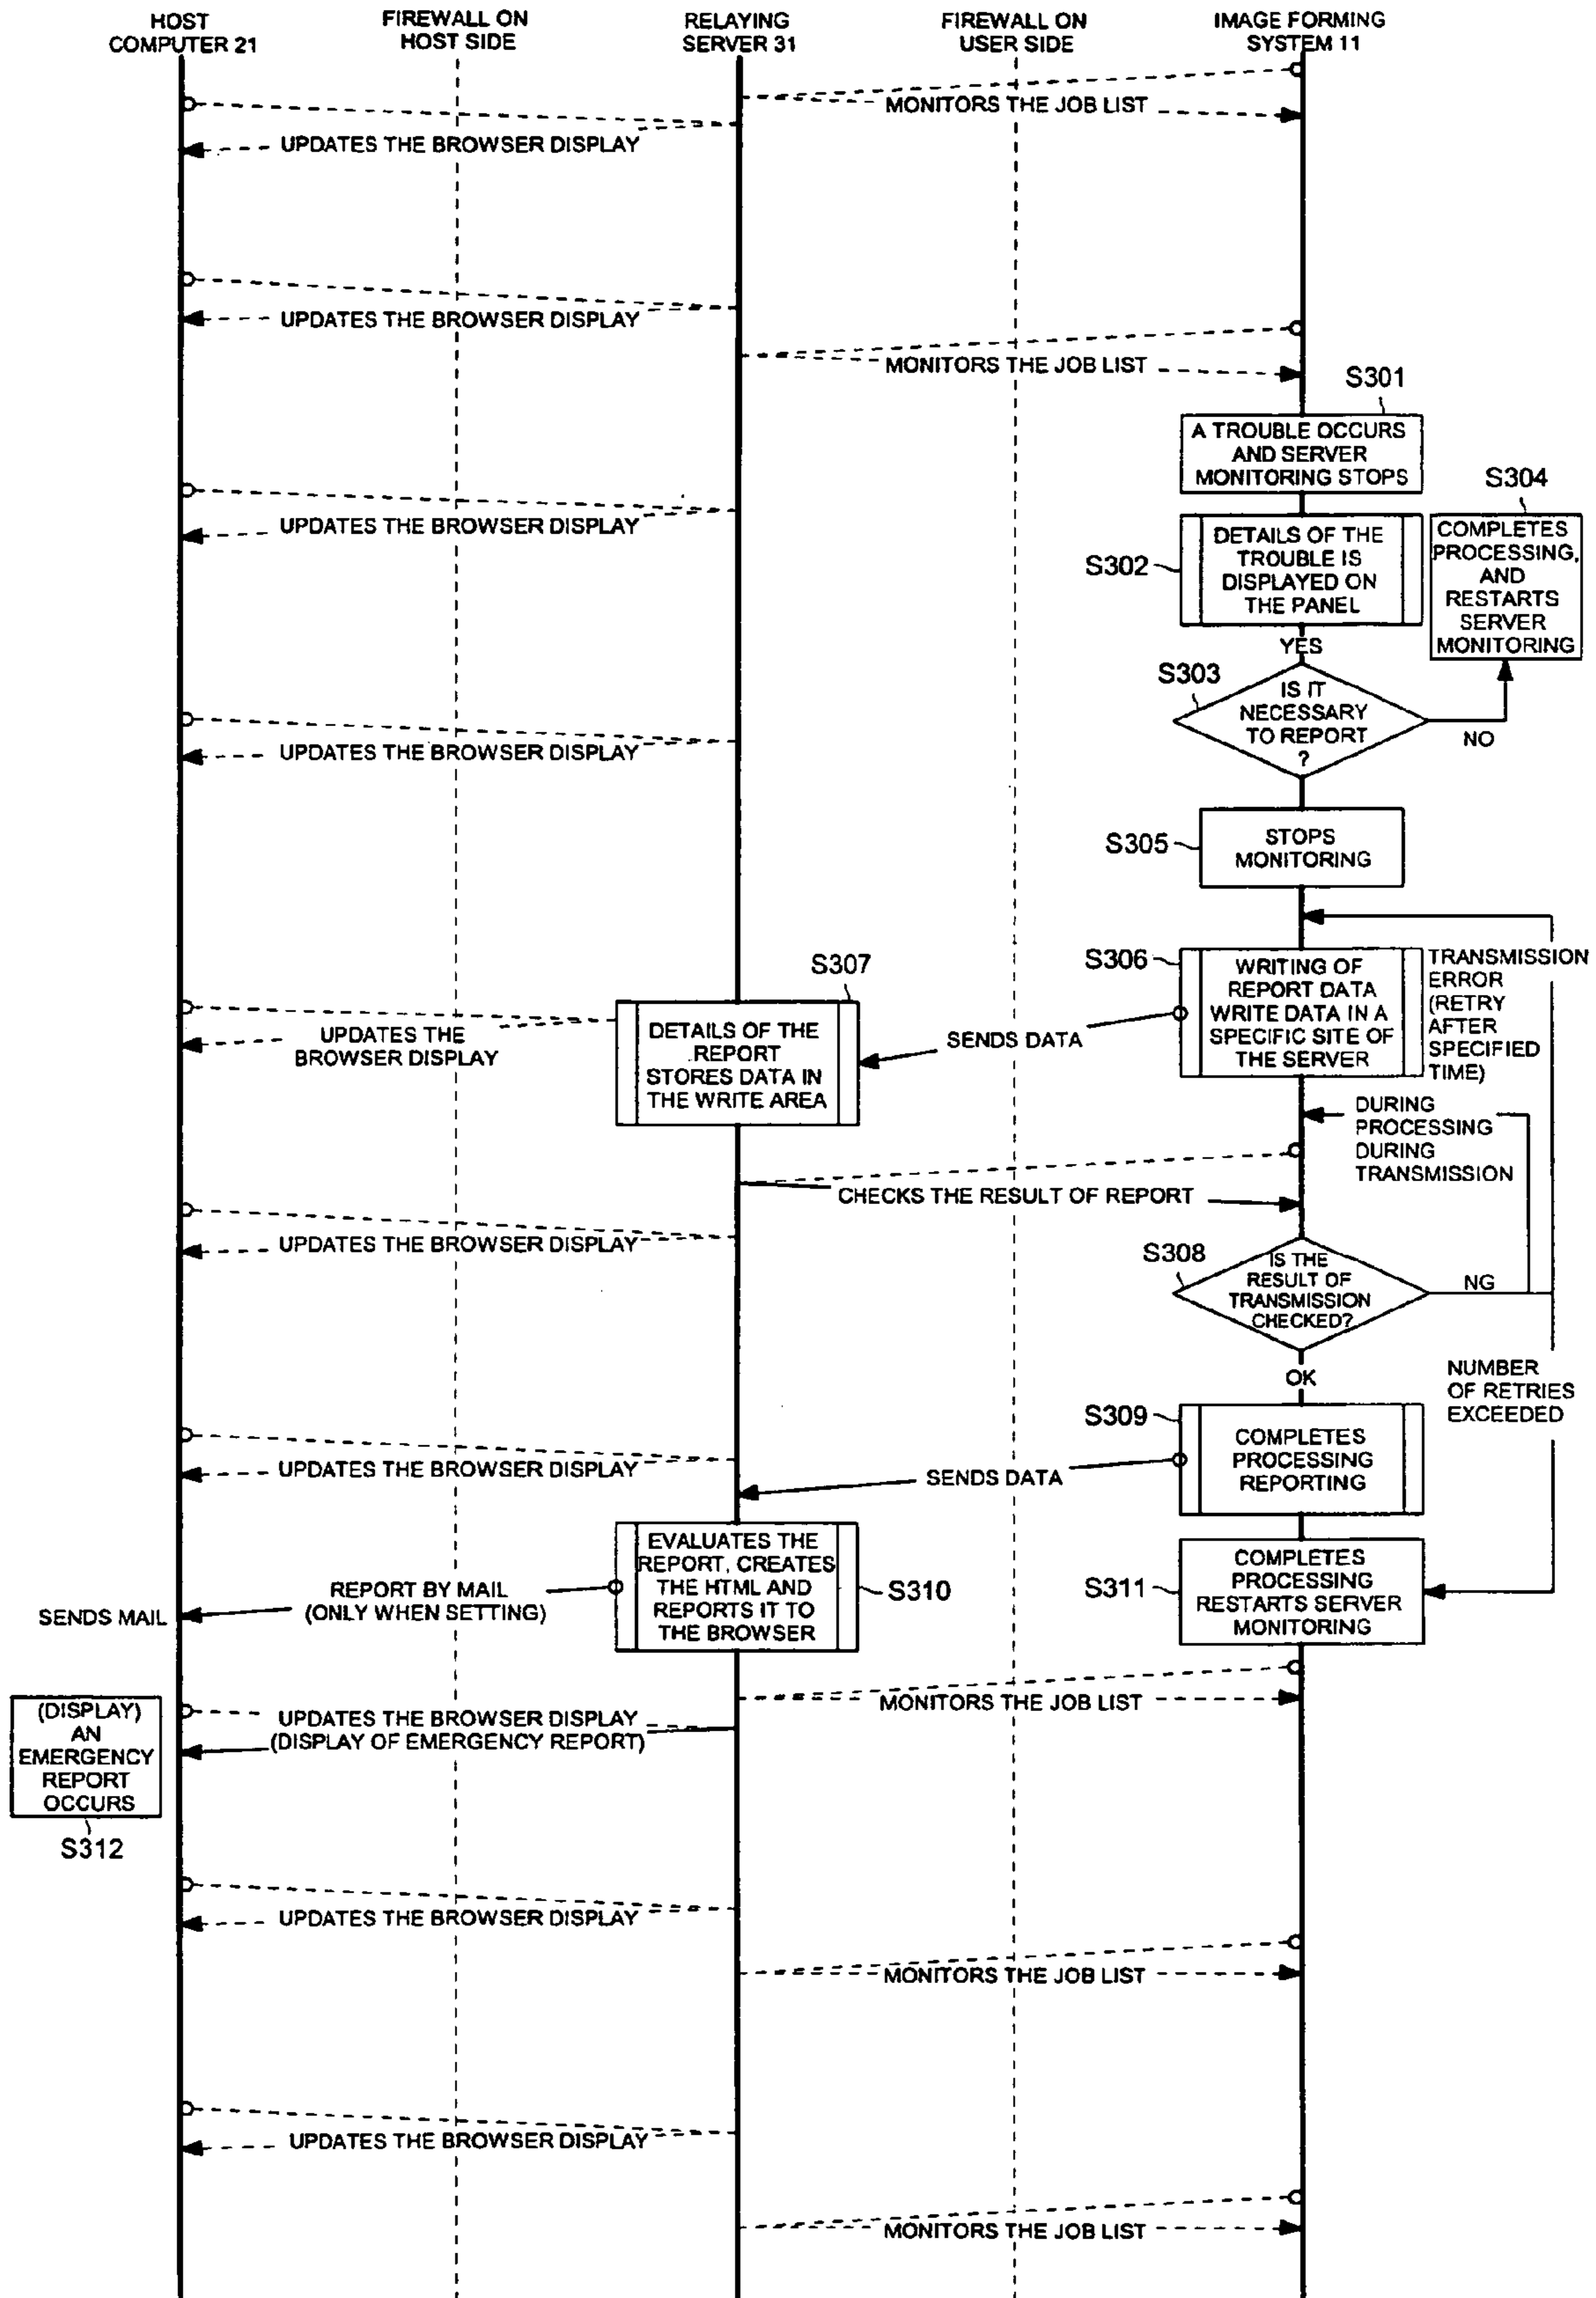 HOST
COMPUTER 21
FIREWALL ON
HOST SIDE
RELAYING
SERVER 31
FIREWALL ON
USER SIDE
IMAGE FORMING
SYSTEM 11
MONITORS THE JOB LIST
UPDATES THE BROWSER DISPLAY
UPDATES THE BROWSER DISPLAY
MONITORS THE JOB LIST
S301
A TROUBLE OCCURS
AND SERVER
MONITORING STOPS
S304
COMPLETES
PROCESSING,
AND
RESTARTS
SERVER
MONITORING
UPDATES THE BROWSER DISPLAY
S302
DETAILS OF THE
TROUBLE IS
DISPLAYED ON
THE PANEL
YES
S303
IS IT
NECESSARY
TO REPORT
?
NO
UPDATES THE BROWSER DISPLAY
S305
STOPS
MONITORING
S306
WRITING OF
REPORT DATA
WRITE DATA IN A
SPECIFIC SITE OF
THE SERVER
TRANSMISSION
ERROR
(RETRY
AFTER
SPECIFIED
TIME)
S307
DETAILS OF THE
REPORT
STORES DATA IN
THE WRITE AREA
SENDS DATA
UPDATES THE
BROWSER DISPLAY
DURING
PROCESSING
DURING
TRANSMISSION
CHECKS THE RESULT OF REPORT
UPDATES THE BROWSER DISPLAY
S308
IS THE
RESULT OF
TRANSMISSION
CHECKED?
NG
OK
NUMBER
OF RETRIES
EXCEEDED
S309
COMPLETES
PROCESSING
REPORTING
UPDATES THE BROWSER DISPLAY
SENDS DATA
EVALUATES THE
REPORT, CREATES
THE HTML AND
REPORTS IT TO
THE BROWSER
S310
S311
COMPLETES
PROCESSING
RESTARTS SERVER
MONITORING
REPORT BY MAIL
(ONLY WHEN SETTING)
SENDS MAIL
MONITORS THE JOB LIST
UPDATES THE BROWSER DISPLAY
(DISPLAY OF EMERGENCY REPORT)
(DISPLAY)
AN
EMERGENCY
REPORT
OCCURS
S312
UPDATES THE BROWSER DISPLAY
MONITORS THE JOB LIST
UPDATES THE BROWSER DISPLAY
MONITORS THE JOB LIST